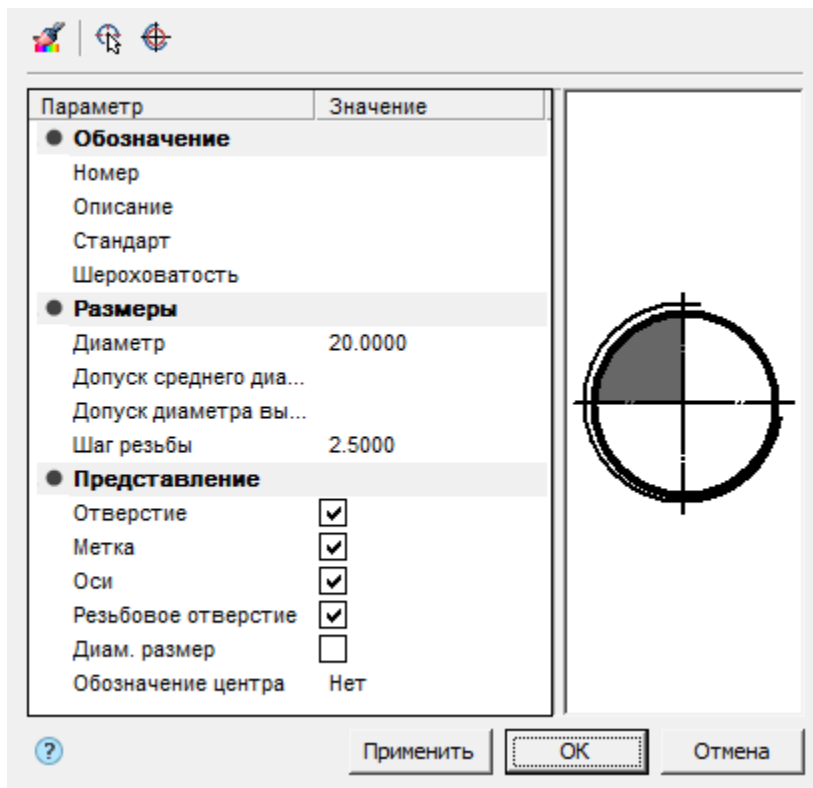 Параметр Значение
Обозначение
Номер
Описание
Стандарт
Шероховатость
Размеры
Диаметр 20.0000
Допуск среднего диа...
Допуск диаметра вы...
Шаг резьбы 2.5000
Представление
Отверстие
Метка
Оси
Резьбовое отверстие
Диам. размер
Обозначение центра Нет
? Применить ОК Отмена